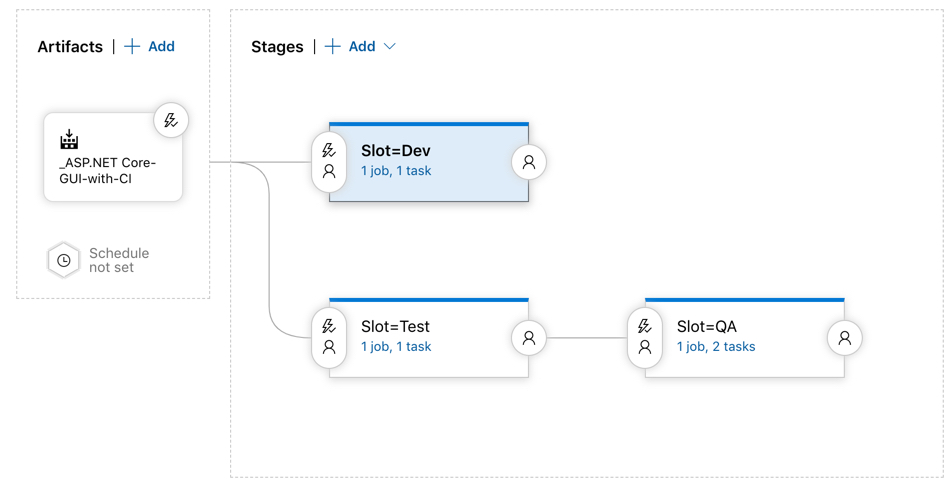 Artifacts | + Add
_ASP.NET Core-
GUI-with-CI
Schedule
not set
Stages | + Add
Slot=Dev
1 job, 1 task
Slot=Test
1 job, 1 task
Slot=QA
1 job, 2 tasks